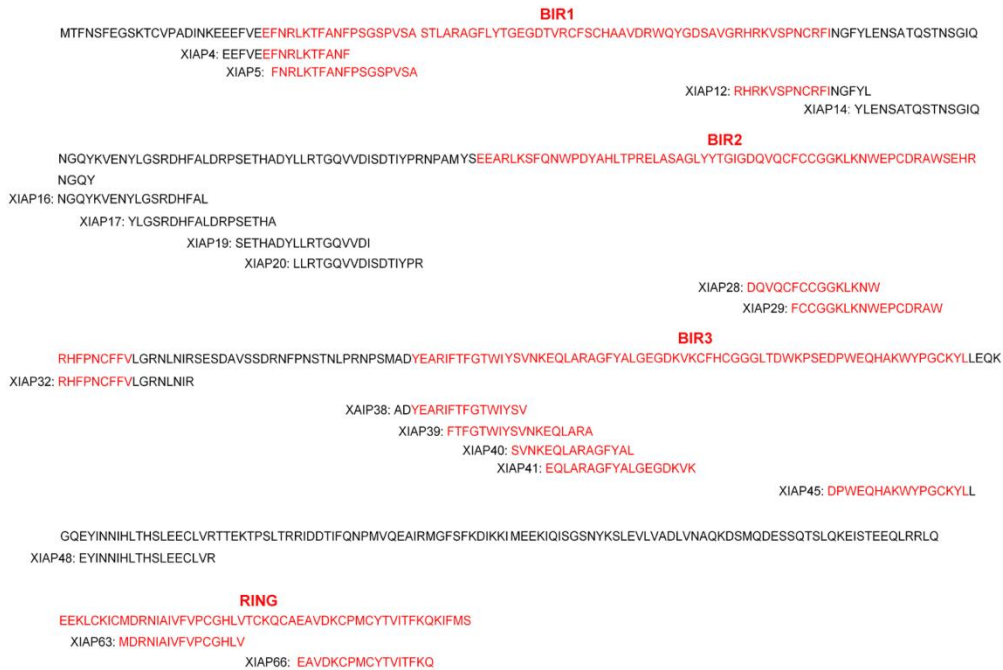 BIR1
MTFNSFEGSKTCVPADINKEEEFVEEFNRLKTFANFPSGSPVSA STLARAGFLYTGEGDTVRCFSCHAAVDRWQYGDSAVGRHRKVSPNCRFINGFYLENSATQSTNSGIQ
XIAP4: EEFVEEFNRLKTFANF
XIAP5: FNRLKTFANFPSGSPVSA
XIAP12: RHRKVSPNCRFINGFYL
XIAP14: YLENSATQSTNSGIQ
BIR2
NGQYKVENYLGSRDHFALDRPSETHADYLLRTGQVVDISDTIYPRNPAMYSEEARLKSFQNWPDYAHLTPRELASAGLYYTGIGDQVQCFCCGGKLKNWEPCDRAWSEHR
NGQY
XIAP16: NGQYKVENYLGSRDHFAL
XIAP17: YLGSRDHFALDRPSETHA
XIAP19: SETHADYLLRTGQVVDI
XIAP20: LLRTGQVVDISDTIYPR
XIAP28: DQVQCFCCGGKLKNW
XIAP29: FCCGGKLKNWEPCDRAW
BIR3
RHFPNCFFVLGRNLNIRSESDAVSSDRNFPNSTNLPRNPSMADYEARIFTFGTWIYSVNKEQLARAGFYALGEGDKVKCFHCGGGLTDWKPSEDPWEQHAKWYPGCKYLLEQK
XIAP32: RHFPNCFFVLGRNLNIR
XAIP38: ADYEARIFTFGTWIYSV
XIAP39: FTFGTWIYSVNKEQLARA
XIAP40: SVNKEQLARAGFYAL
XIAP41: EQLARAGFYALGEGDKVK
XIAP45: DPWEQHAKWYPGCKYLL
GQEYINNIHLTHSLEECLVRTTEKTPSLTRRIDDTIFQNPMVQEAIRMGFSFKDIKKIMEEKIQISGSNYKSLEVLVADLVNAQKDSMQDESSQTSLQKEISTEEQLRRLQ
XIAP48: EYINNIHLTHSLEECLVR
RING
EEKLCKICMDRNIAIVFVPCGHLVTCKQCAEAVDKCPMCYTVITFKQKIFMS
XIAP63: MDRNIAIVFVPCGHLV
XIAP66: EAVDKCPMCYTVITFKQ